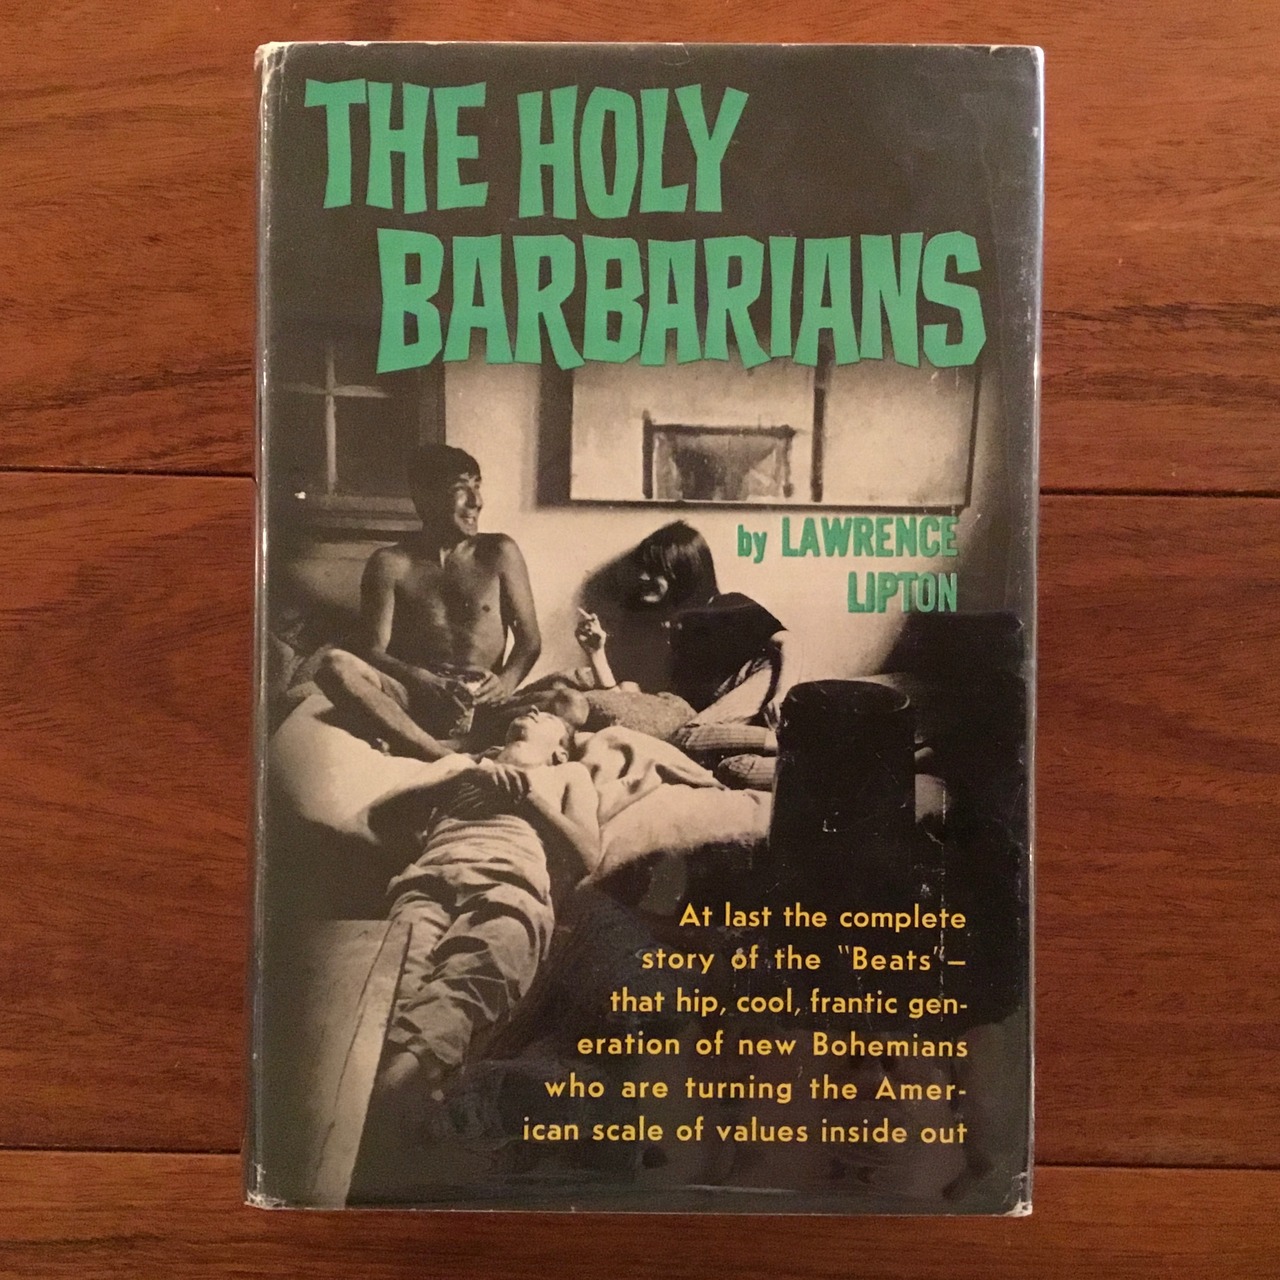 THE HOLY
BARBARIANS
by LAWRENCE
LIPTON
At last the complete
story of the "Beats"—
that hip, cool, frantic gen-
eration of new Bohemians
who are turning the Amer-
ican scale of values inside out